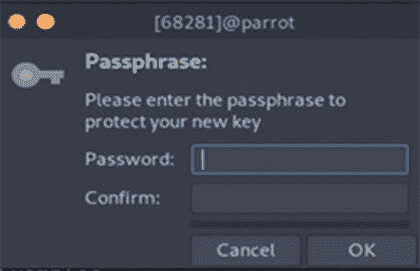 [68281]@parrot
Passphrase:
Please enter the passphrase to
protect your new key
Password:
Confirm:
Cancel OK